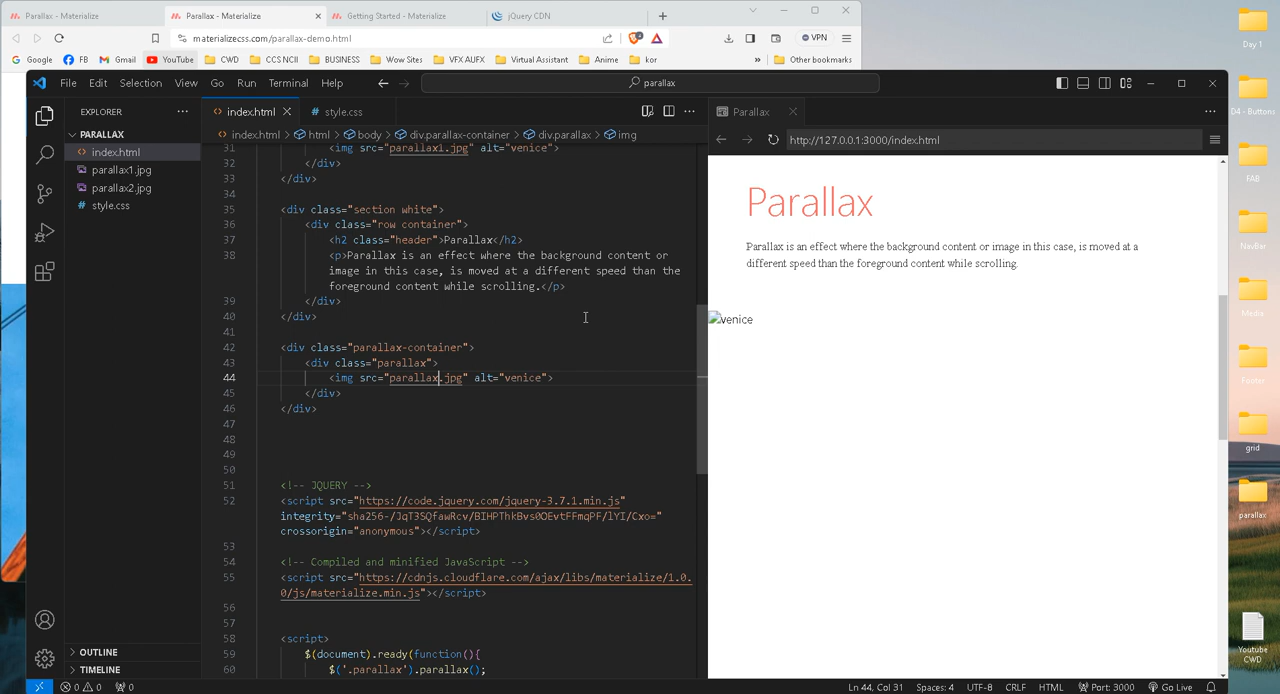 Parallax - Materialize
Parallax - Materialize
Getting Started - Materialize
jQuery CDN
materializecss.com/parallax-demo.html
VPN
Google
FB
Gmail
YouTube
CWD
CCS NCII
BUSINESS
Wow Sites
VFX AUFX
Virtual Assistant
Anime
kor
»
Other bookmarks
File Edit Selection View Go Run Terminal Help
parallax
EXPLORER
PARALLAX
index.html
parallax1.jpg
parallax2.jpg
style.css
OUTLINE
TIMELINE
index.html
style.css
index.html > html > body > div.parallax-container > div.parallax > img
31 <img src="parallax1.jpg" alt="venice">
32 </div>
33 </div>
34
35 <div class="section white">
36 <div class="row container">
37 <h2 class="header">Parallax</h2>
38 <p>Parallax is an effect where the background content or
image in this case, is moved at a different speed than the
foreground content while scrolling.</p>
39 </div>
40 </div>
41
42 <div class="parallax-container">
43 <div class="parallax">
44 <img src="parallax.jpg" alt="venice">
45 </div>
46 </div>
47
48
49
50
51 <!-- JQUERY -->
52 <script src="https://code.jquery.com/jquery-3.7.1.min.js"
integrity="sha256-/JqT3SQfawRcv/BIHPThkBvs0OEvtFFmqPF/lYI/Cxo="
crossorigin="anonymous"></script>
53
54 <!-- Compiled and minified JavaScript -->
55 <script src="https://cdnjs.cloudflare.com/ajax/libs/materialize/1.0.
0/js/materialize.min.js"></script>
56
57
58 <script>
59 $(document).ready(function(){
60 $('.parallax').parallax();
Parallax
http://127.0.0.1:3000/index.html
Parallax
Parallax is an effect where the background content or image in this case, is moved at a
different speed than the foreground content while scrolling.
venice
0 0
0
Ln 44, Col 31
Spaces: 4
UTF-8
CRLF
HTML
Port: 3000
Go Live
Day 1
D4 - Buttons
FAB
NavBar
Media
Footer
grid
parallax
Youtube
CWD